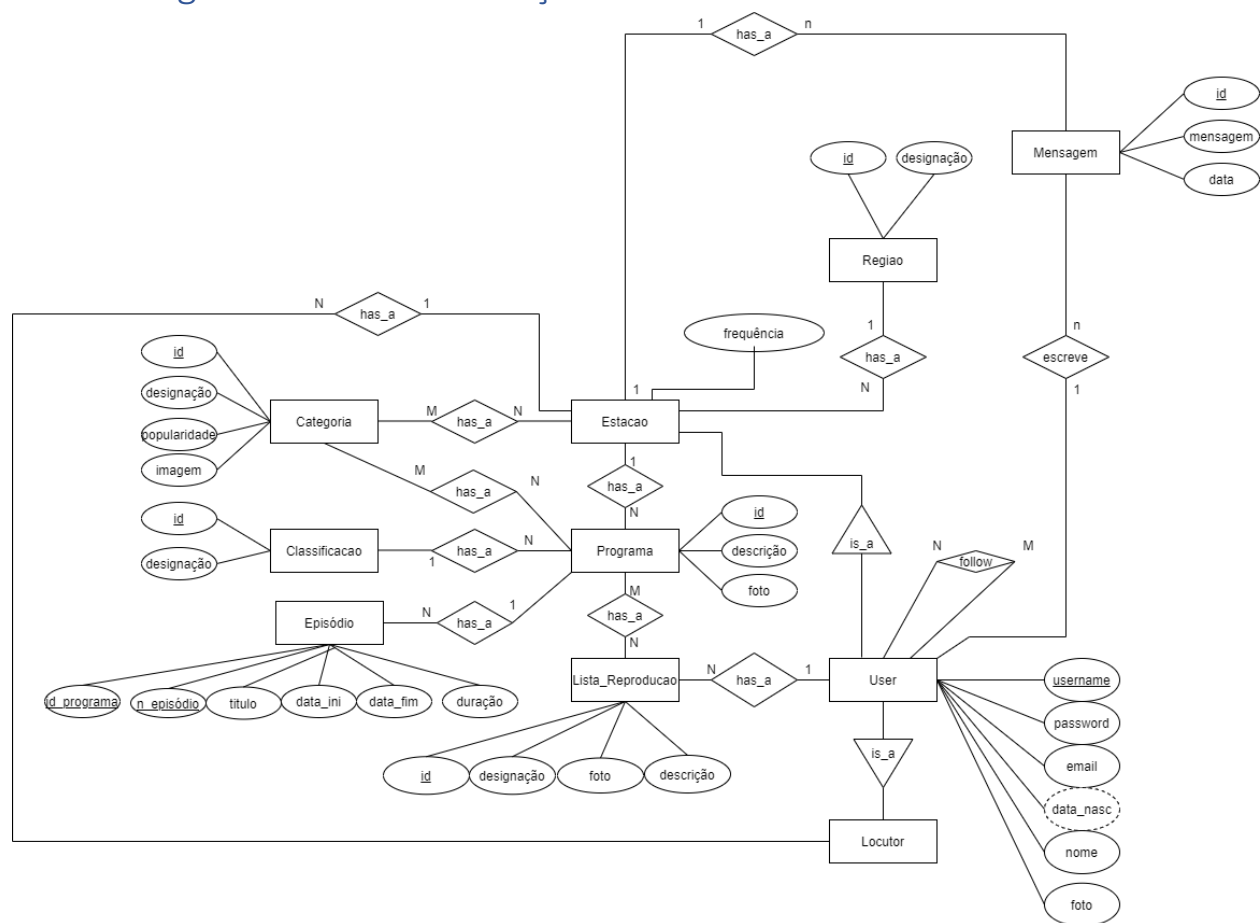 1
has_a
n
id
mensagem
data
Mensagem
id
designação
Regiao
N
has_a
1
frequência
1
has_a
N
n
escreve
1
id
designação
popularidade
imagem
Categoria
M
has_a
N
1
Estacao
1
has_a
N
M
has_a
N
id
designação
Classificacao
1
has_a
N
Programa
id
descrição
foto
is_a
N
follow
M
Episódio
N
has_a
1
M
has_a
N
id_programa
n_episódio
titulo
data_ini
data_fim
duração
Lista_Reproducao
N
has_a
1
User
username
password
email
data_nasc
nome
foto
id
designação
foto
descrição
is_a
Locutor